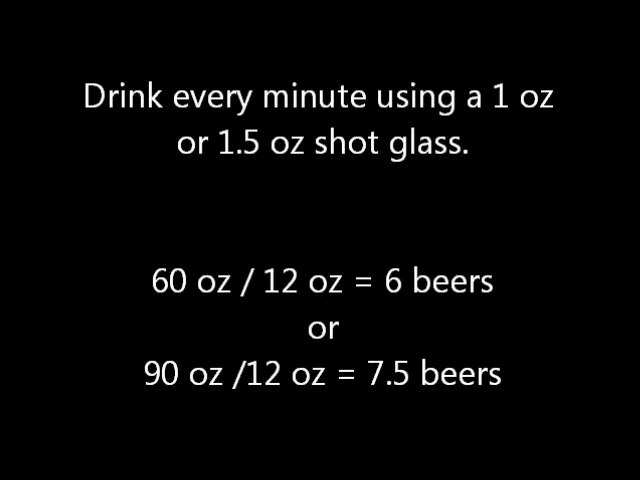 Drink every minute using a 1 oz
or 1.5 oz shot glass.
60 oz / 12 oz = 6 beers
or
90 oz /12 oz = 7.5 beers